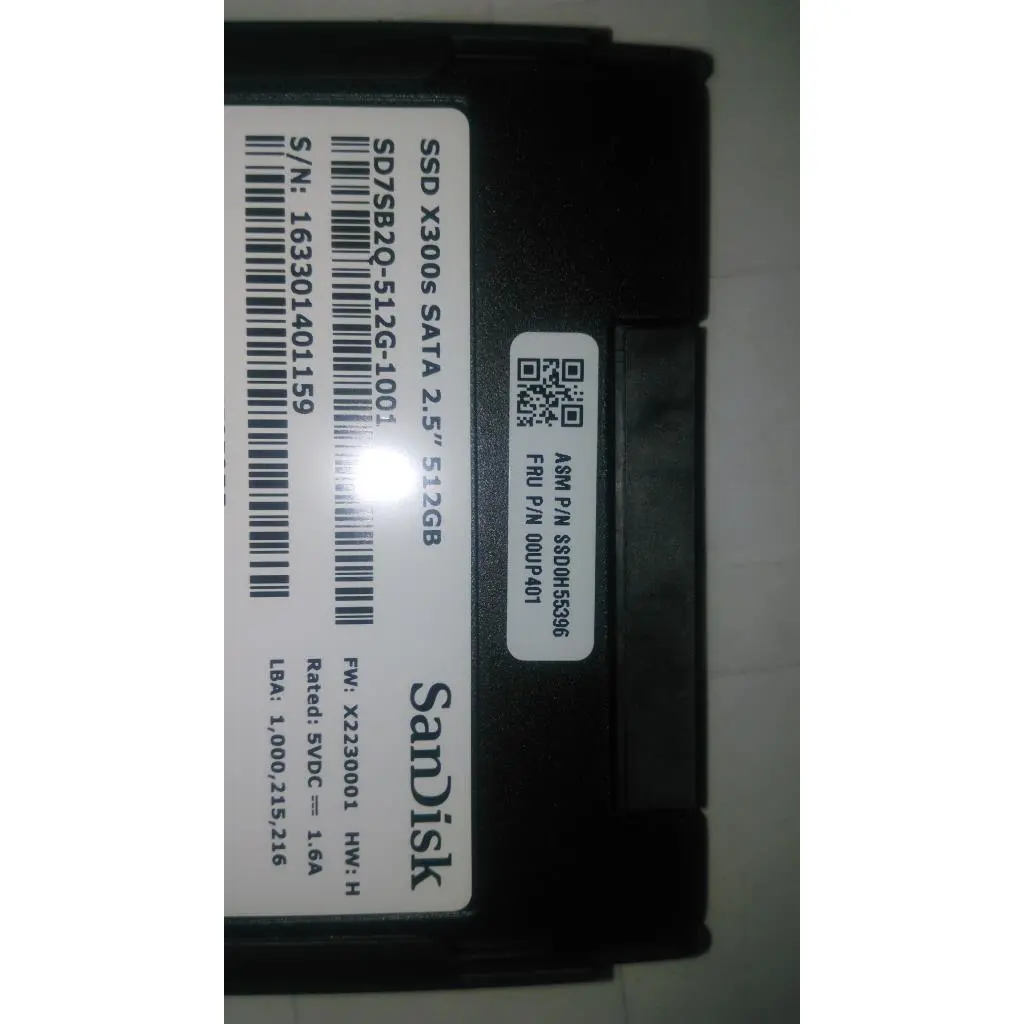 SSD X300s SATA 2.5" 512GB
SD7SB2Q-512G-1001
S/N: 163301401159
SanDisk
FW: X2230001 HW: H
Rated: 5VDC ⎓ 1.6A
LBA: 1,000,215,216
ASM P/N SSD0H55396
FRU P/N 00UP401